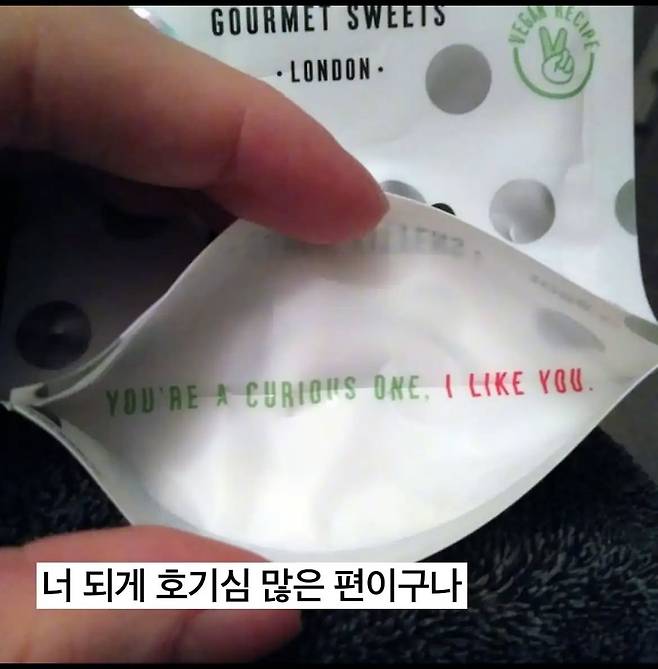 GOURMET SWEETS
· LONDON ·
VEGAN RECIPE
YOU'RE A CURIOUS ONE, I LIKE YOU.
너 되게 호기심 많은 편이구나